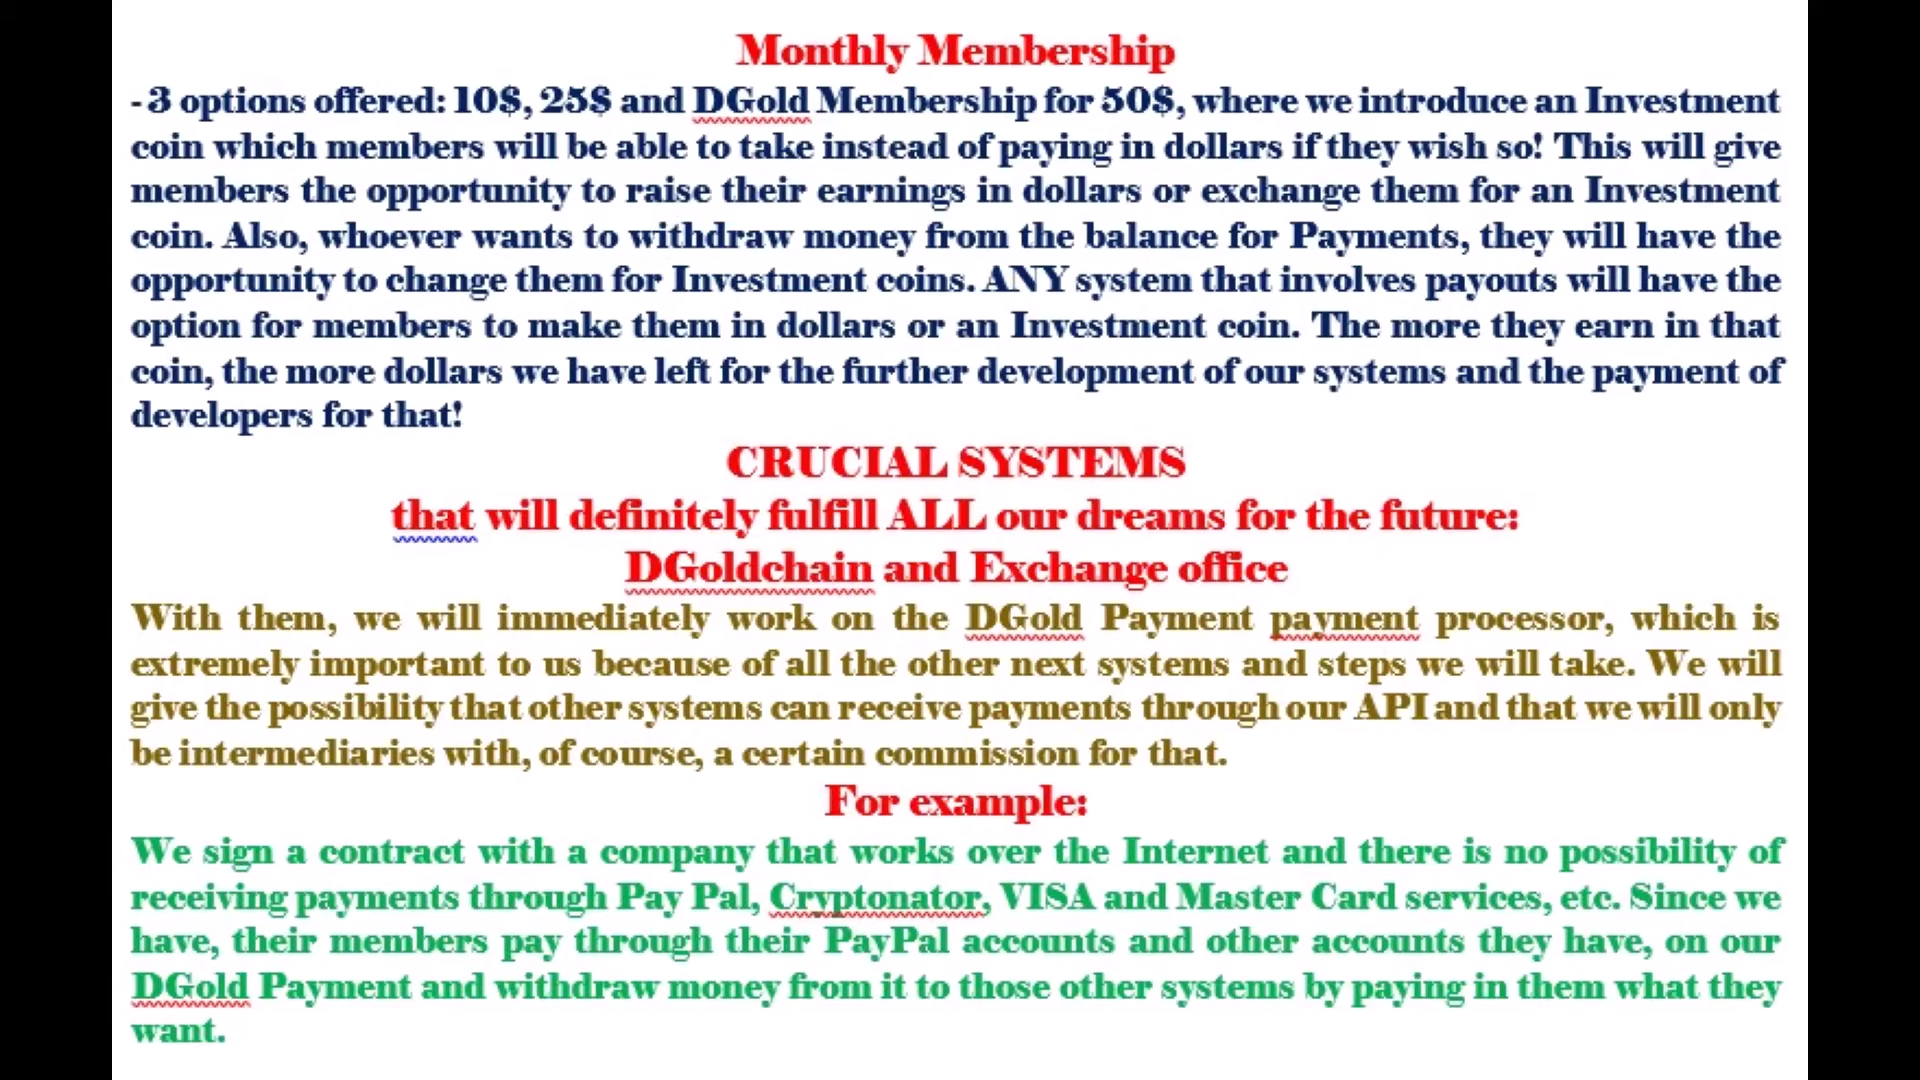 Monthly Membership
- 3 options offered: 10$, 25$ and DGold Membership for 50$, where we introduce an Investment
coin which members will be able to take instead of paying in dollars if they wish so! This will give
members the opportunity to raise their earnings in dollars or exchange them for an Investment
coin. Also, whoever wants to withdraw money from the balance for Payments, they will have the
opportunity to change them for Investment coins. ANY system that involves payouts will have the
option for members to make them in dollars or an Investment coin. The more they earn in that
coin, the more dollars we have left for the further development of our systems and the payment of
developers for that!
CRUCIAL SYSTEMS
that will definitely fulfill ALL our dreams for the future:
DGoldchain and Exchange office
With them, we will immediately work on the DGold Payment payment processor, which is
extremely important to us because of all the other next systems and steps we will take. We will
give the possibility that other systems can receive payments through our API and that we will only
be intermediaries with, of course, a certain commission for that.
For example:
We sign a contract with a company that works over the Internet and there is no possibility of
receiving payments through Pay Pal, Cryptonator, VISA and Master Card services, etc. Since we
have, their members pay through their PayPal accounts and other accounts they have, on our
DGold Payment and withdraw money from it to those other systems by paying in them what they
want.